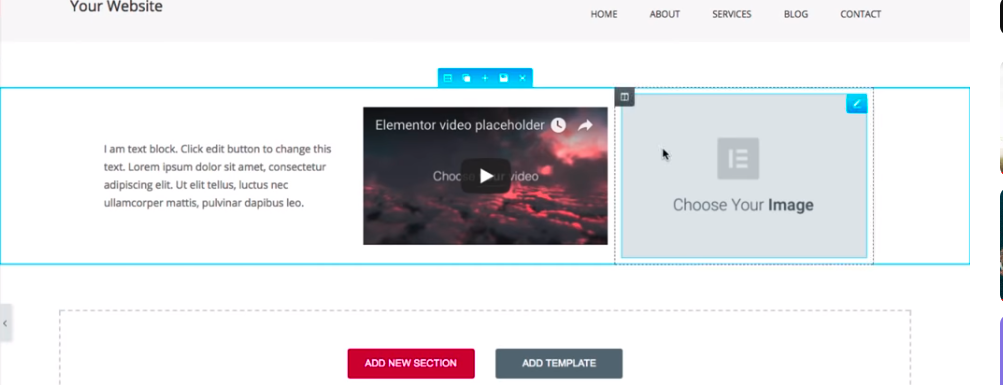 Your Website
HOME ABOUT SERVICES BLOG CONTACT
I am text block. Click edit button to change this
text. Lorem ipsum dolor sit amet, consectetur
adipiscing elit. Ut elit tellus, luctus nec
ullamcorper mattis, pulvinar dapibus leo.
Elementor video placeholder
Choose Your video
Choose Your Image
ADD NEW SECTION
ADD TEMPLATE